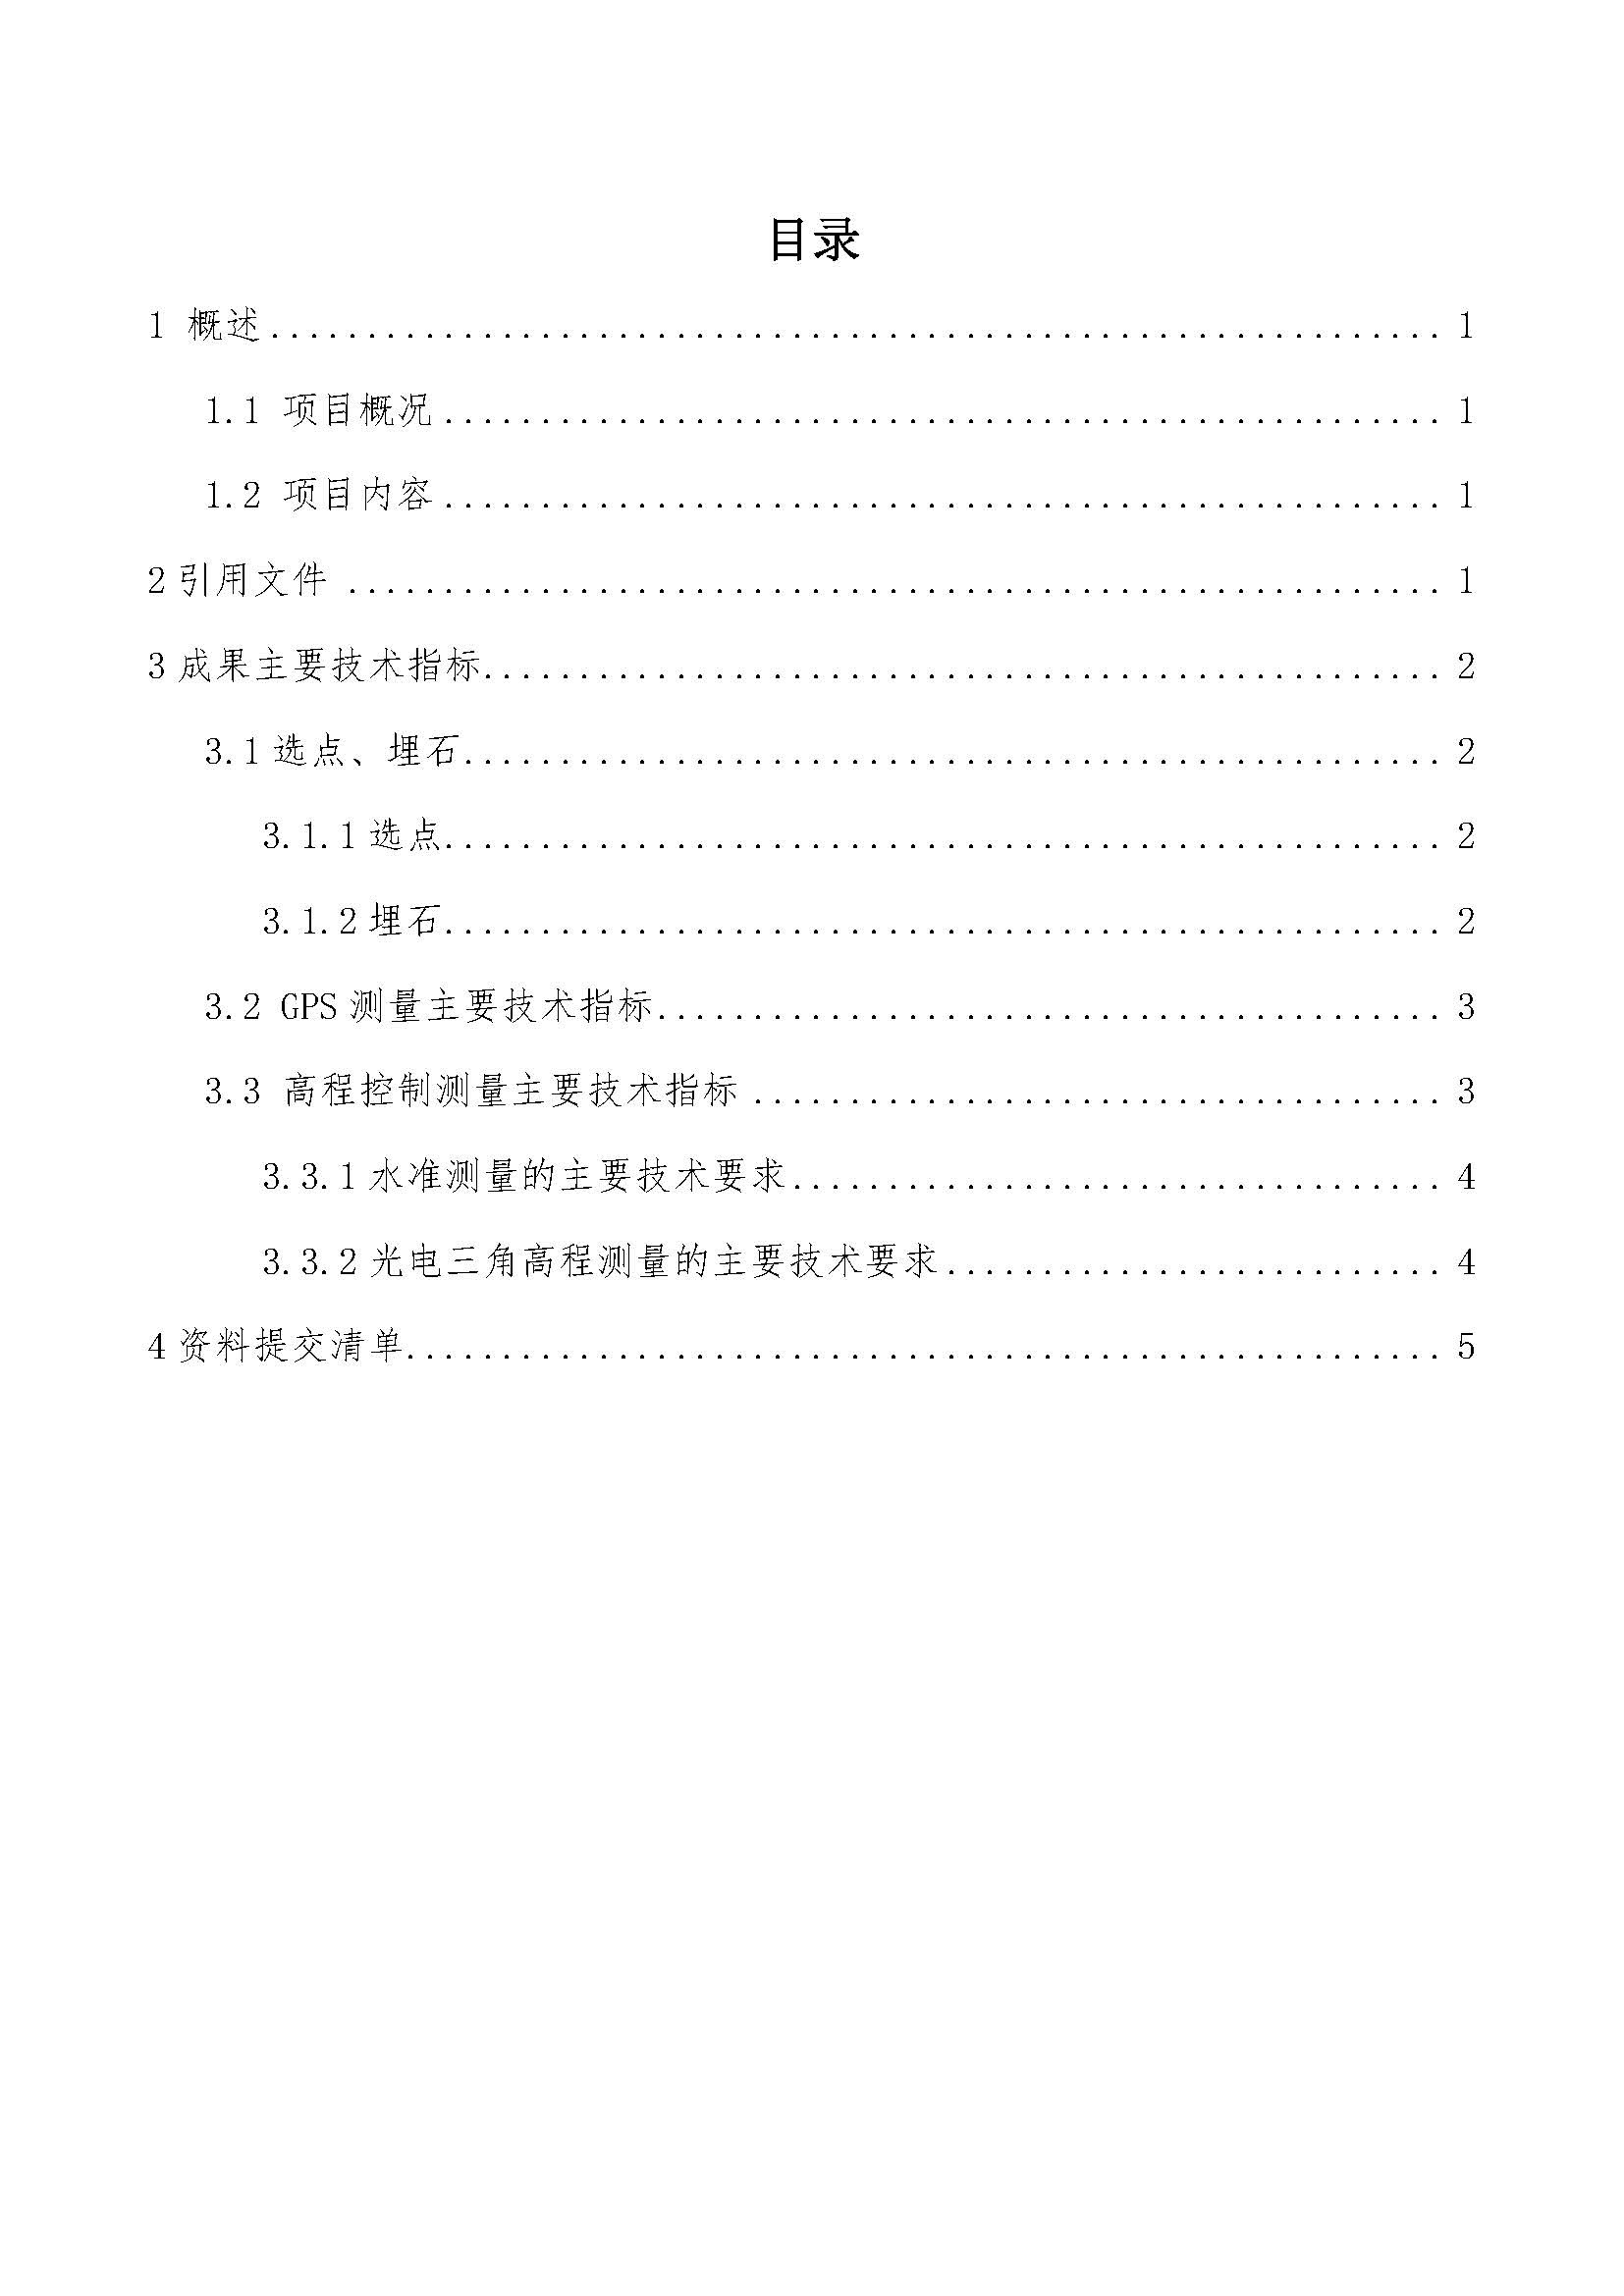 目录
1 概述............................................................. 1
1.1 项目概况.................................................... 1
1.2 项目内容.................................................... 1
2引用文件 ......................................................... 1
3成果主要技术指标.................................................. 2
3.1选点、埋石................................................... 2
3.1.1选点.................................................... 2
3.1.2埋石.................................................... 2
3.2 GPS测量主要技术指标......................................... 3
3.3 高程控制测量主要技术指标 .................................... 3
3.3.1水准测量的主要技术要求.................................. 4
3.3.2光电三角高程测量的主要技术要求.......................... 4
4资料提交清单...................................................... 5